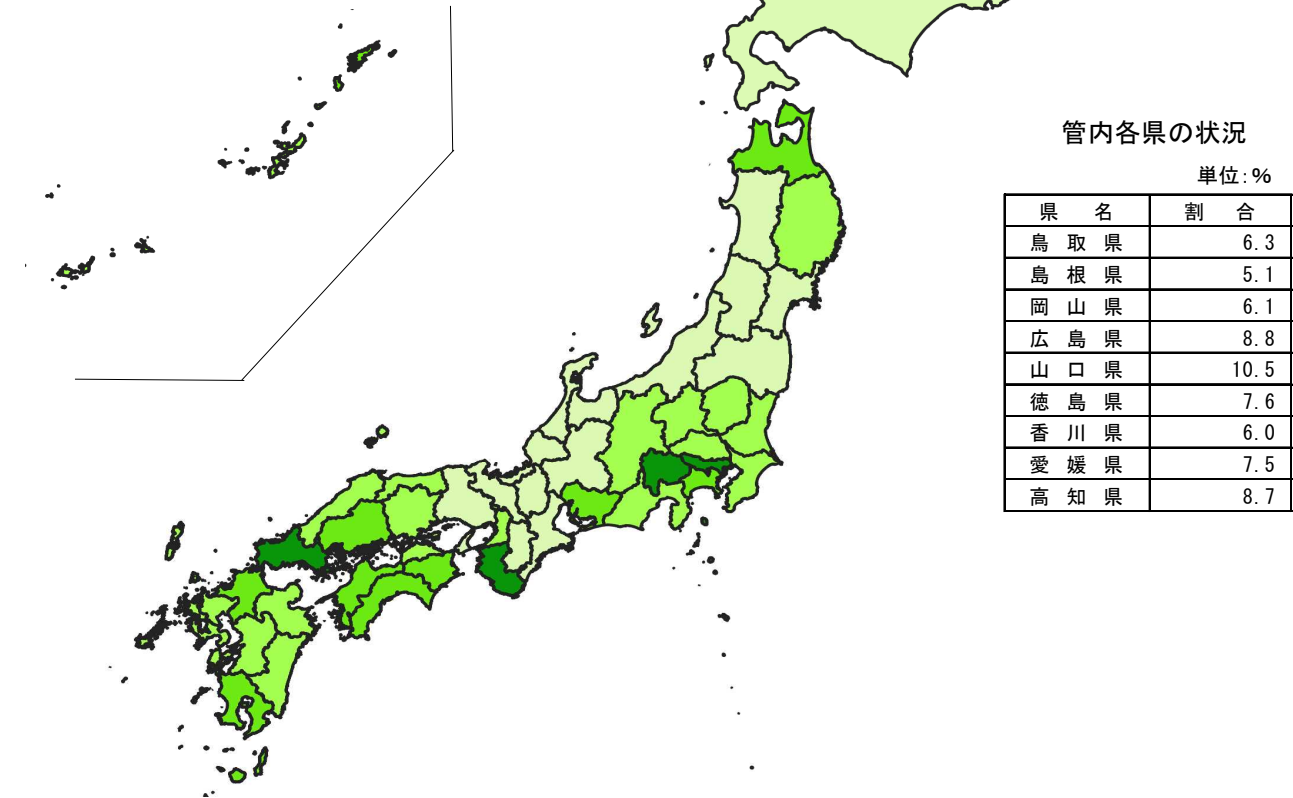 管内各県の状況
単位:%
県名 割合
鳥取県 6.3
島根県 5.1
岡山県 6.1
広島県 8.8
山口県 10.5
徳島県 7.6
香川県 6.0
愛媛県 7.5
高知県 8.7